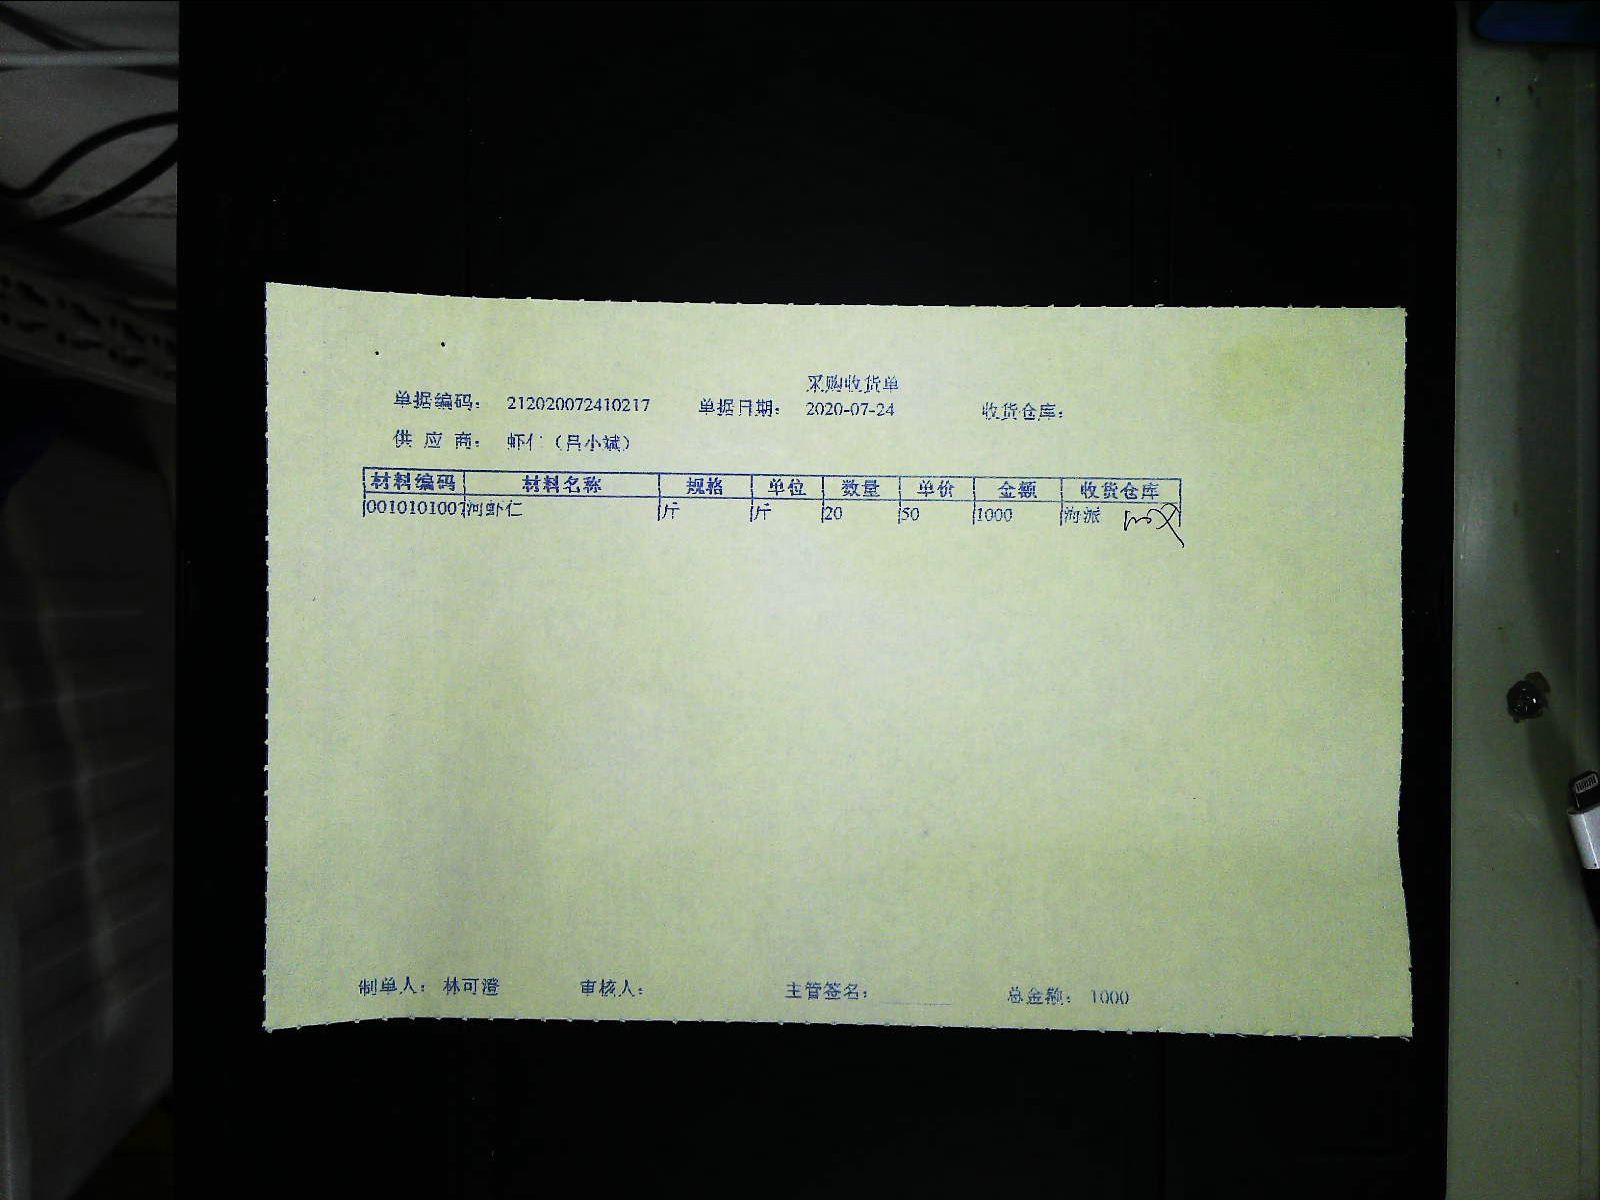 采购收货单
单据编码： 212020072410217 单据日期： 2020-07-24 收货仓库：
供 应 商： 虾仁（吕小斌）
材料编码 材料名称 规格 单位 数量 单价 金额 收货仓库
0010101007 河虾仁 斤 斤 20 50 1000 海派
制单人： 林可澄 审核人： 主管签名： 总金额： 1000